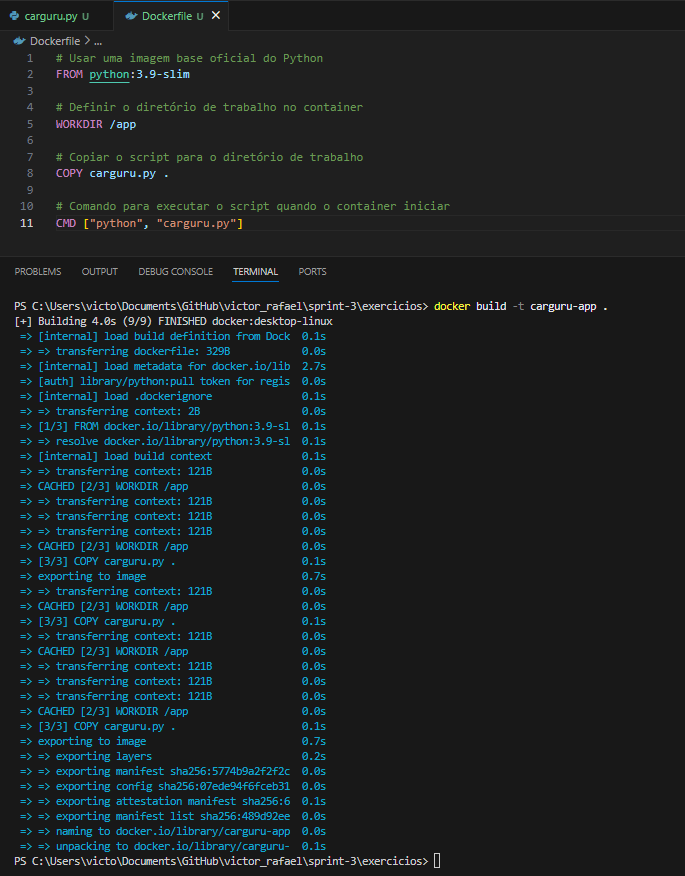 carguru.py U Dockerfile U ×
Dockerfile > ...
1 # Usar uma imagem base oficial do Python
2 FROM python:3.9-slim
3
4 # Definir o diretório de trabalho no container
5 WORKDIR /app
6
7 # Copiar o script para o diretório de trabalho
8 COPY carguru.py .
9
10 # Comando para executar o script quando o container iniciar
11 CMD ["python", "carguru.py"]
PROBLEMS OUTPUT DEBUG CONSOLE TERMINAL PORTS
PS C:\Users\victo\Documents\GitHub\victor_rafael\sprint-3\exercicios> docker build -t carguru-app .
[+] Building 4.0s (9/9) FINISHED docker:desktop-linux
=> [internal] load build definition from Dock 0.1s
=> => transferring dockerfile: 329B 0.0s
=> [internal] load metadata for docker.io/lib 2.7s
=> [auth] library/python:pull token for regis 0.0s
=> [internal] load .dockerignore 0.1s
=> => transferring context: 2B 0.0s
=> [1/3] FROM docker.io/library/python:3.9-sl 0.1s
=> => resolve docker.io/library/python:3.9-sl 0.1s
=> [internal] load build context 0.1s
=> => transferring context: 121B 0.0s
=> CACHED [2/3] WORKDIR /app 0.0s
=> => transferring context: 121B 0.0s
=> => transferring context: 121B 0.0s
=> => transferring context: 121B 0.0s
=> CACHED [2/3] WORKDIR /app 0.0s
=> [3/3] COPY carguru.py . 0.1s
=> exporting to image 0.7s
=> => transferring context: 121B 0.0s
=> CACHED [2/3] WORKDIR /app 0.0s
=> [3/3] COPY carguru.py . 0.1s
=> => transferring context: 121B 0.0s
=> CACHED [2/3] WORKDIR /app 0.0s
=> => transferring context: 121B 0.0s
=> => transferring context: 121B 0.0s
=> => transferring context: 121B 0.0s
=> CACHED [2/3] WORKDIR /app 0.0s
=> [3/3] COPY carguru.py . 0.1s
=> exporting to image 0.7s
=> => exporting layers 0.2s
=> => exporting manifest sha256:5774b9a2f2f2c 0.0s
=> => exporting config sha256:07ede94f6fceb31 0.0s
=> => exporting attestation manifest sha256:6 0.1s
=> => exporting manifest list sha256:489d92ee 0.0s
=> => naming to docker.io/library/carguru-app 0.0s
=> => unpacking to docker.io/library/carguru- 0.1s
PS C:\Users\victo\Documents\GitHub\victor_rafael\sprint-3\exercicios>